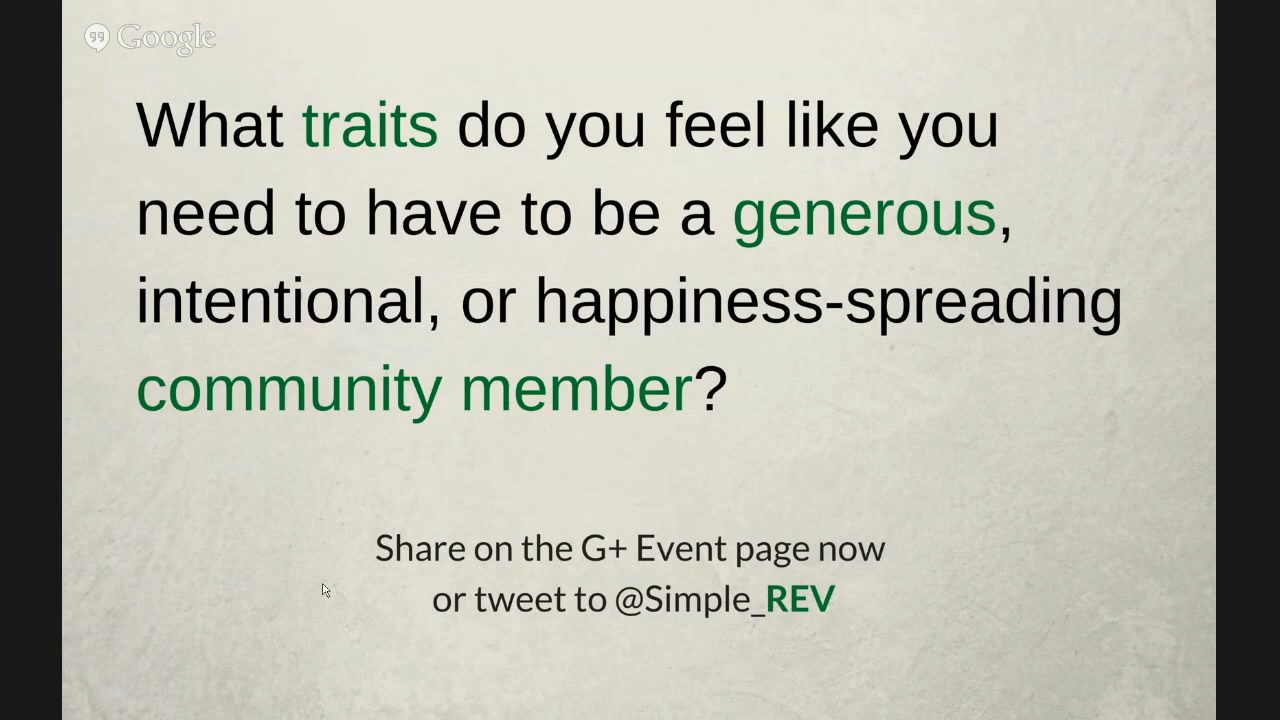 Google
What traits do you feel like you
need to have to be a generous,
intentional, or happiness-spreading
community member?
Share on the G+ Event page now
or tweet to @Simple_REV